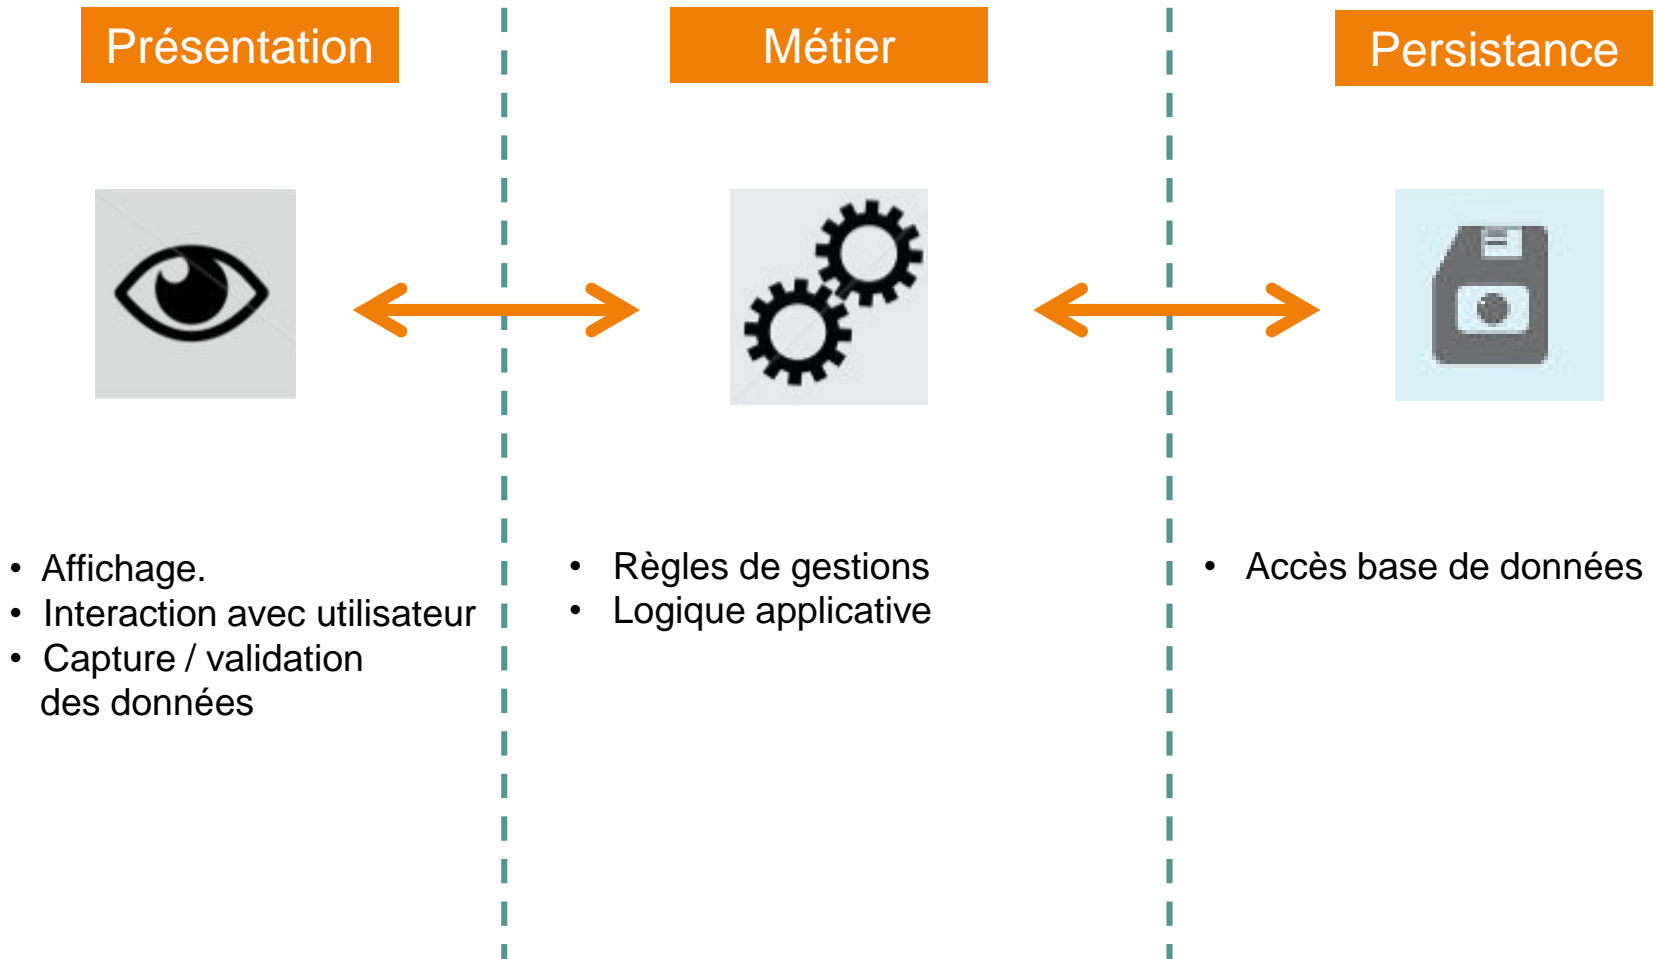 Présentation
Métier
Persistance
• Affichage.
• Interaction avec utilisateur
• Capture / validation
des données
• Règles de gestions
• Logique applicative
• Accès base de données